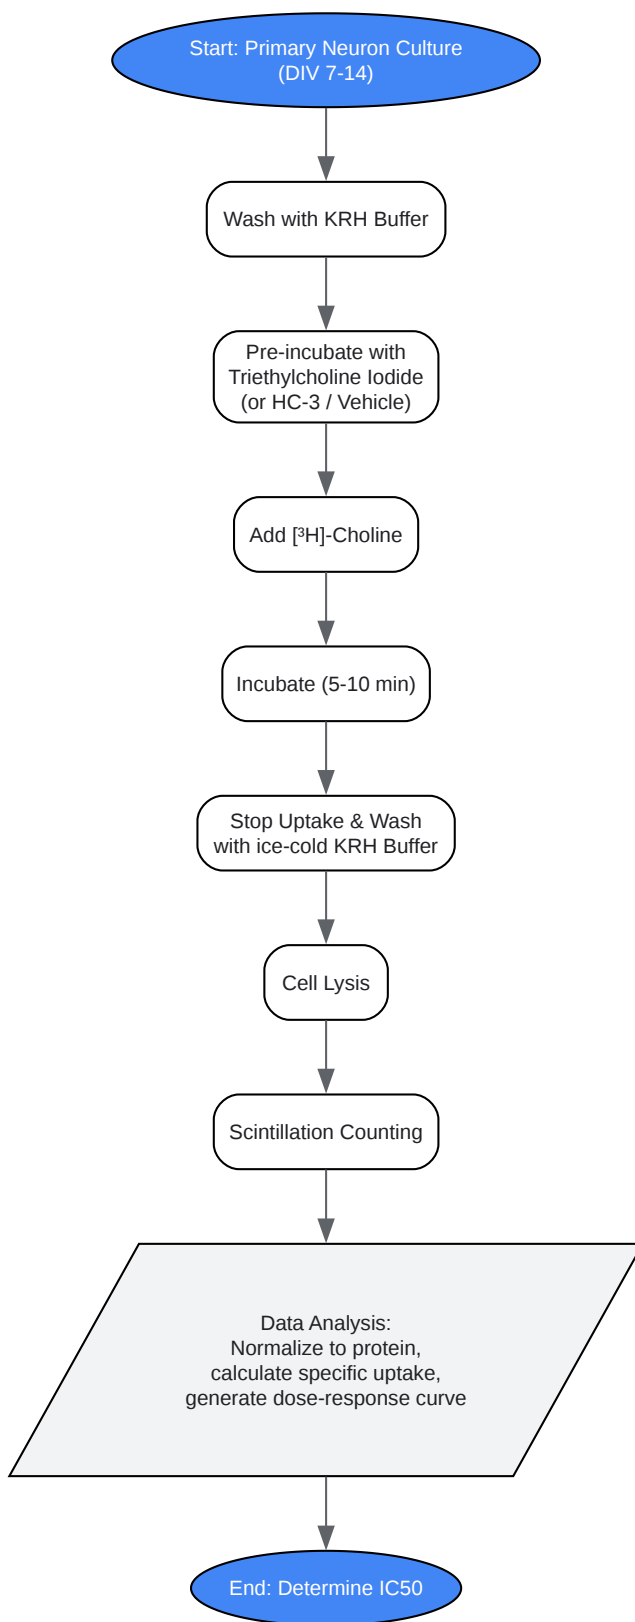 Start: Primary Neuron Culture
(DIV 7-14)
Wash with KRH Buffer
Pre-incubate with
Triethylcholine Iodide
(or HC-3 / Vehicle)
Add [³H]-Choline
Incubate (5-10 min)
Stop Uptake & Wash
with ice-cold KRH Buffer
Cell Lysis
Scintillation Counting
Data Analysis:
Normalize to protein,
calculate specific uptake,
generate dose-response curve
End: Determine IC50